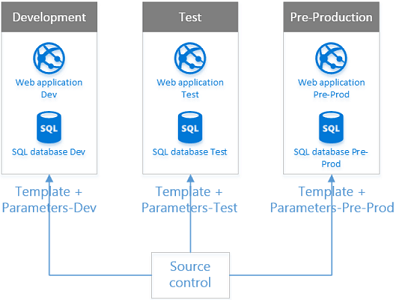 Development
Web application
Dev
SQL
SQL database Dev
Template +
Parameters-Dev
Test
Web application
Test
SQL
SQL database Test
Template +
Parameters-Test
Pre-Production
Web application
Pre-Prod
SQL
SQL database Pre-
Prod
Template +
Parameters-Pre-Prod
Source
control